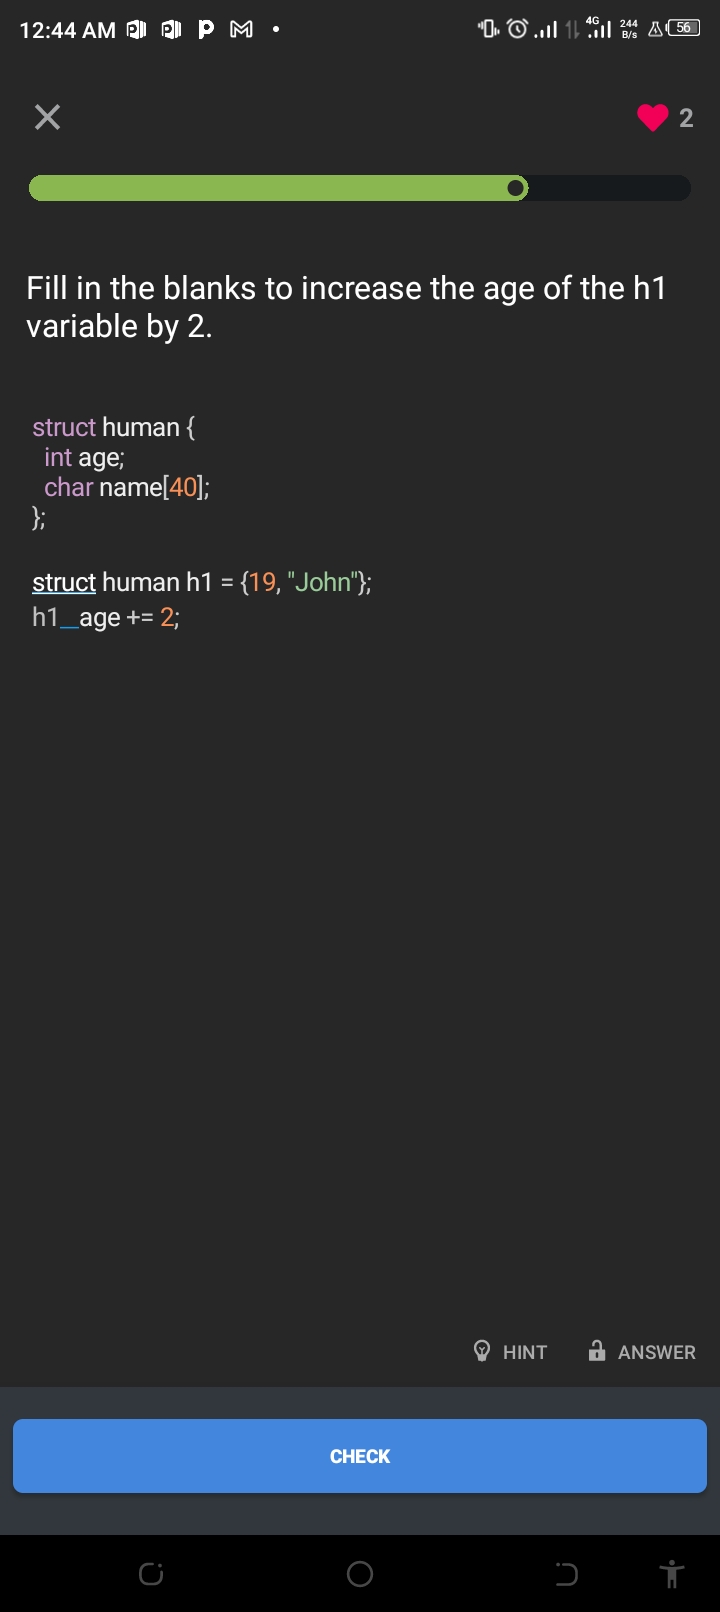 12:44 AM
4G
244
B/s
56
2
Fill in the blanks to increase the age of the h1
variable by 2.
struct human {
int age;
char name[40];
};
struct human h1 = {19, "John"};
h1__age += 2;
HINT
ANSWER
CHECK